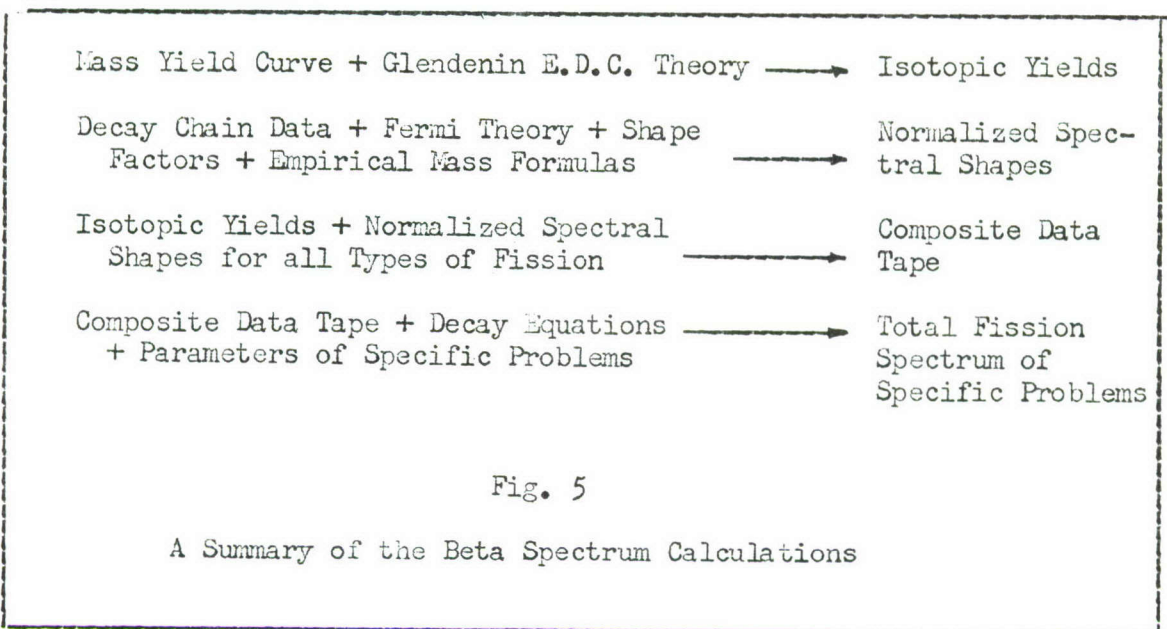 Mass Yield Curve + Glendenin E.D.C. Theory → Isotopic Yields
Decay Chain Data + Fermi Theory + Shape
Factors + Empirical Mass Formulas → Normalized Spec-
tral Shapes
Isotopic Yields + Normalized Spectral
Shapes for all Types of Fission → Composite Data
Tape
Composite Data Tape + Decay Equations
+ Parameters of Specific Problems → Total Fission
Spectrum of
Specific Problems
Fig. 5
A Summary of the Beta Spectrum Calculations